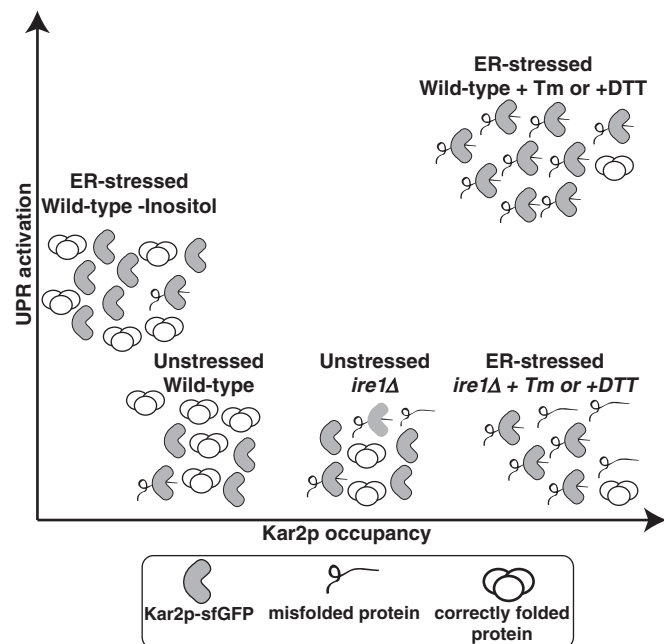 ER-stressed
Wild-type + Tm or +DTT
ER-stressed
Wild-type -Inositol
UPR activation
Unstressed
Wild-type
Unstressed
ire1Δ
ER-stressed
ire1Δ + Tm or +DTT
Kar2p occupancy
Kar2p-sfGFP
misfolded protein
correctly folded
protein